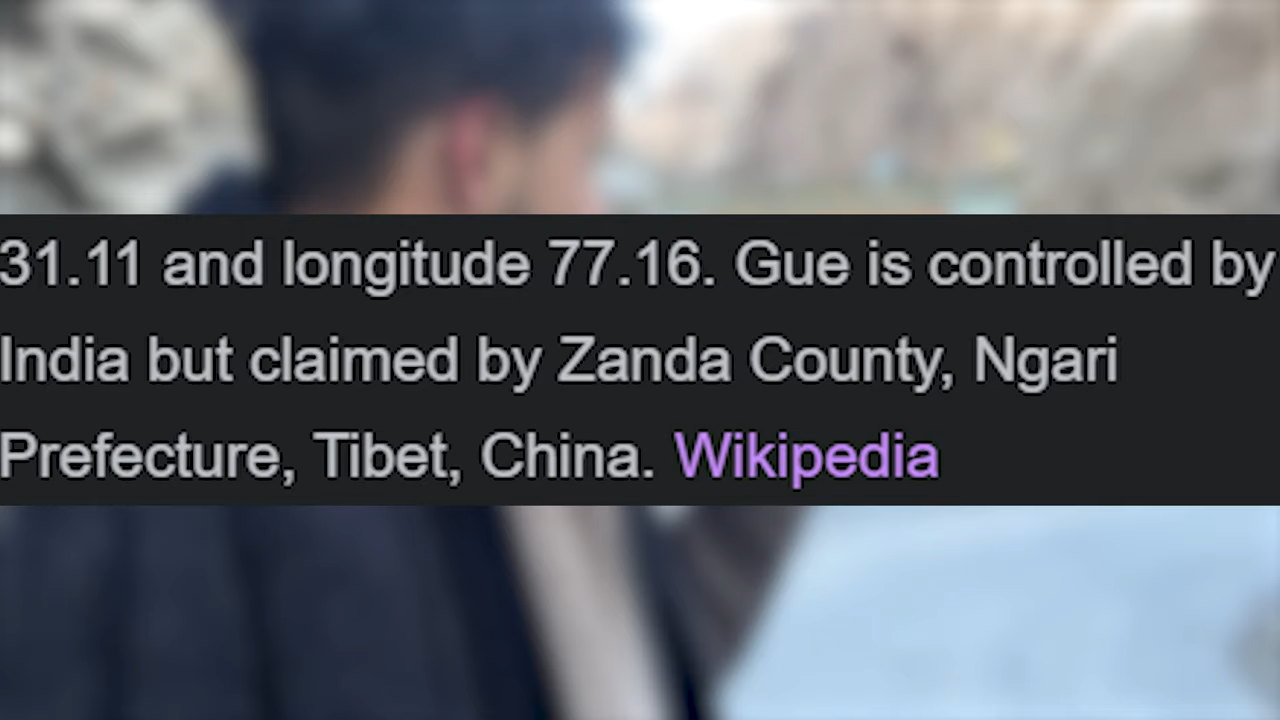 31.11 and longitude 77.16. Gue is controlled by
India but claimed by Zanda County, Ngari
Prefecture, Tibet, China. Wikipedia